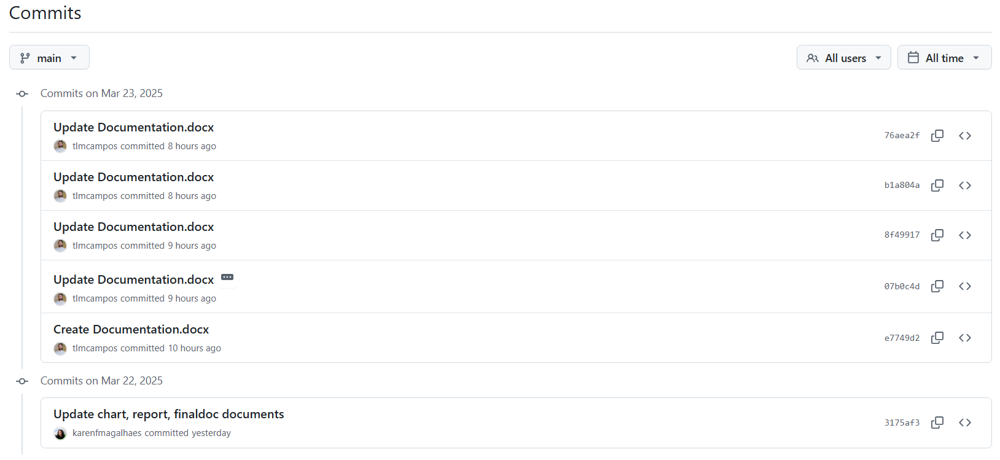 Commits
main
All users
All time
Commits on Mar 23, 2025
Update Documentation.docx
tlmcampos committed 8 hours ago
76aea2f
Update Documentation.docx
tlmcampos committed 8 hours ago
b1a804a
Update Documentation.docx
tlmcampos committed 9 hours ago
8f49917
Update Documentation.docx
tlmcampos committed 9 hours ago
07b0c4d
Create Documentation.docx
tlmcampos committed 10 hours ago
e7749d2
Commits on Mar 22, 2025
Update chart, report, finaldoc documents
karenfmagalhaes committed yesterday
3175af3